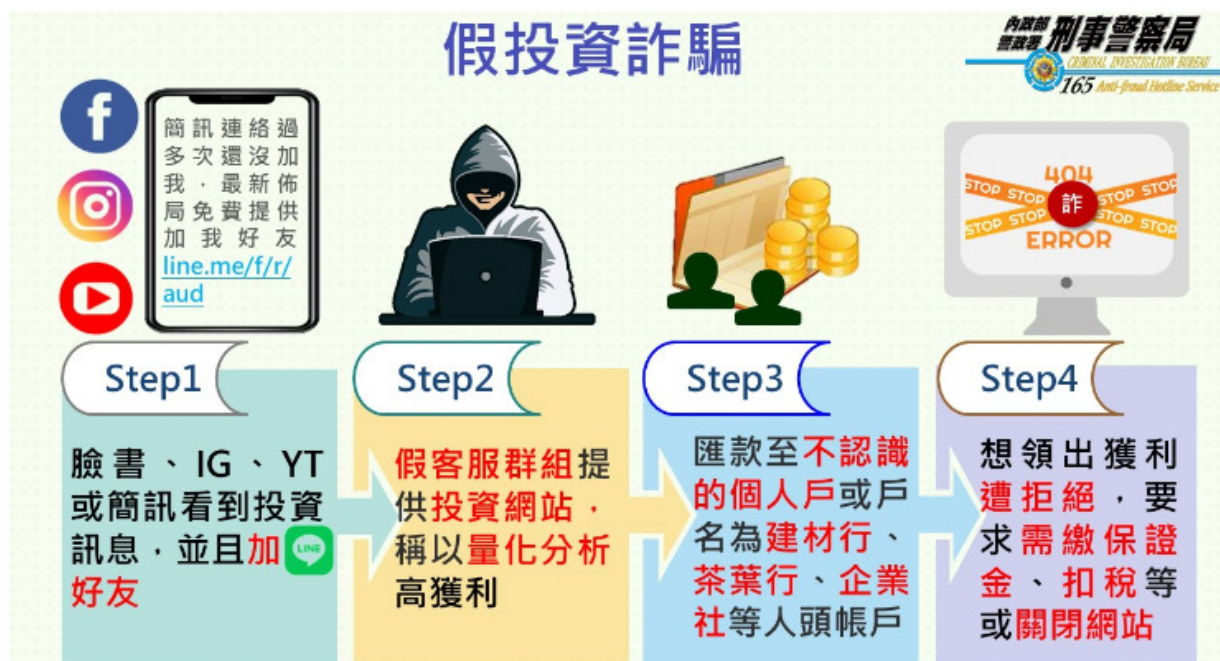 假投資詐騙
內政部
警政署
刑事警察局
CRIMINAL INVESTIGATION BUREAU
165 Anti-fraud Hotline Service
簡訊連絡過
多次還沒加
我，最新佈
局免費提供
加我好友
line.me/f/r/
aud
404
STOP STOP STOP STOP
詐
STOP STOP STOP STOP
ERROR
Step1
臉書、IG、YT
或簡訊看到投資
訊息，並且加LINE
好友
Step2
假客服群組提
供投資網站，
稱以量化分析
高獲利
Step3
匯款至不認識
的個人戶或戶
名為建材行、
茶葉行、企業
社等人頭帳戶
Step4
想領出獲利
遭拒絕，要
求需繳保證
金、扣稅等
或關閉網站